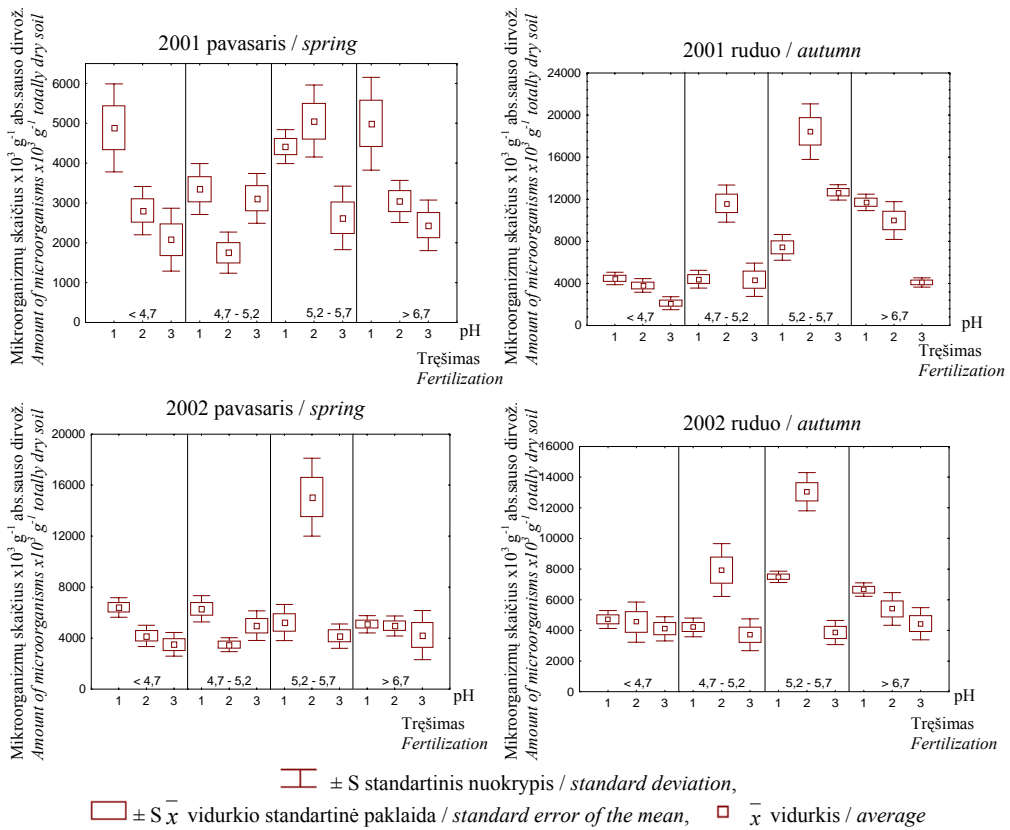 2001 pavasaris / spring
Mikroorganizmų skaičius x10³ g⁻¹ abs.sauso dirvož.
Amount of microorganisms x10³ g⁻¹ totally dry soil
6000
5000
4000
3000
2000
1000
0
< 4,7
4,7 - 5,2
5,2 - 5,7
> 6,7
1 2 3 1 2 3 1 2 3 1 2 3
pH
Tręšimas
Fertilization
2001 ruduo / autumn
Mikroorganizmų skaičius x10³ g⁻¹ abs.sauso dirvož.
Amount of microorganisms x10³ g⁻¹ totally dry soil
24000
20000
16000
12000
8000
4000
0
< 4,7
4,7 - 5,2
5,2 - 5,7
> 6,7
1 2 3 1 2 3 1 2 3 1 2 3
pH
Tręšimas
Fertilization
2002 pavasaris / spring
Mikroorganizmų skaičius x10³ g⁻¹ abs.sauso dirvož.
Amount of microorganisms x10³ g⁻¹ totally dry soil
20000
16000
12000
8000
4000
0
< 4,7
4,7 - 5,2
5,2 - 5,7
> 6,7
1 2 3 1 2 3 1 2 3 1 2 3
pH
Tręšimas
Fertilization
2002 ruduo / autumn
Mikroorganizmų skaičius x10³ g⁻¹ abs.sauso dirvož.
Amount of microorganisms x10³ g⁻¹ totally dry soil
16000
14000
12000
10000
8000
6000
4000
2000
0
< 4,7
4,7 - 5,2
5,2 - 5,7
> 6,7
1 2 3 1 2 3 1 2 3 1 2 3
pH
Tręšimas
Fertilization
± S standartinis nuokrypis / standard deviation,
± S x̄ vidurkio standartinė paklaida / standard error of the mean, x̄ vidurkis / average